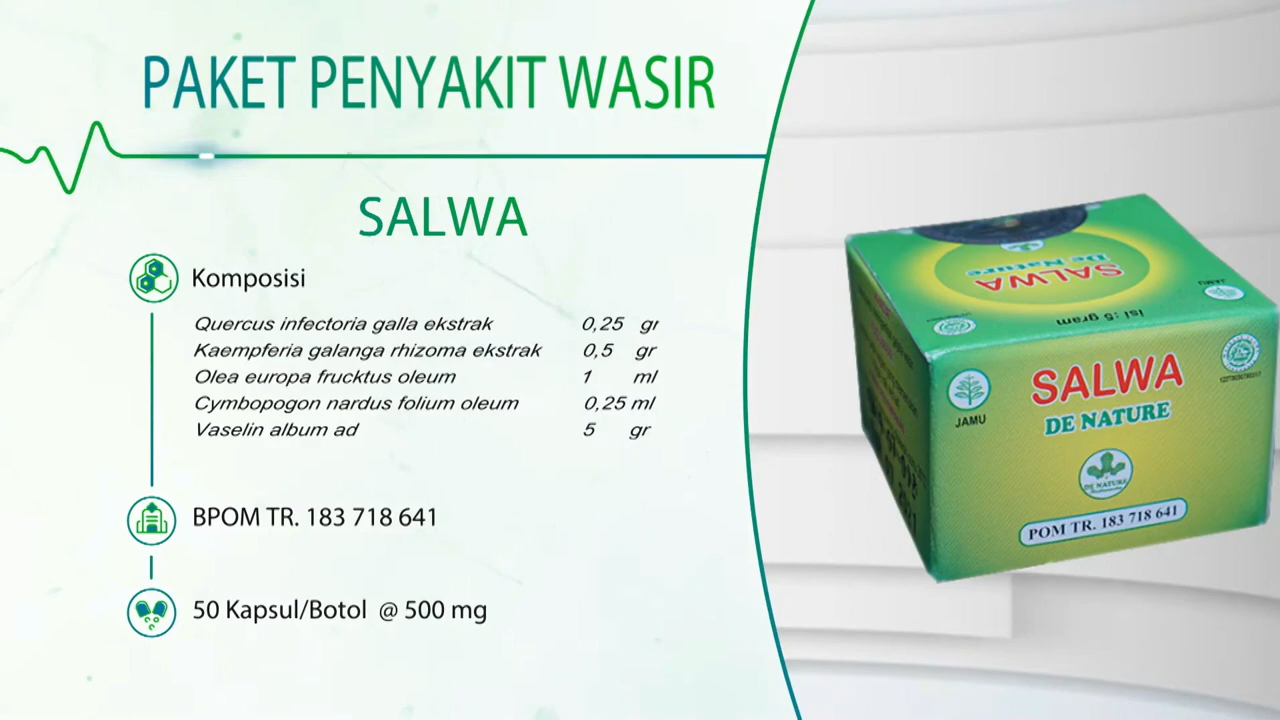 PAKET PENYAKIT WASIR
SALWA
Komposisi
Quercus infectoria galla ekstrak 0,25 gr
Kaempferia galanga rhizoma ekstrak 0,5 gr
Olea europa frucktus oleum 1 ml
Cymbopogon nardus folium oleum 0,25 ml
Vaselin album ad 5 gr
BPOM TR. 183 718 641
50 Kapsul/Botol @ 500 mg
SALWA
De Nature
JAMU
isi : 5 gram
SALWA
DE NATURE
JAMU
DE NATURE
POM TR. 183 718 641